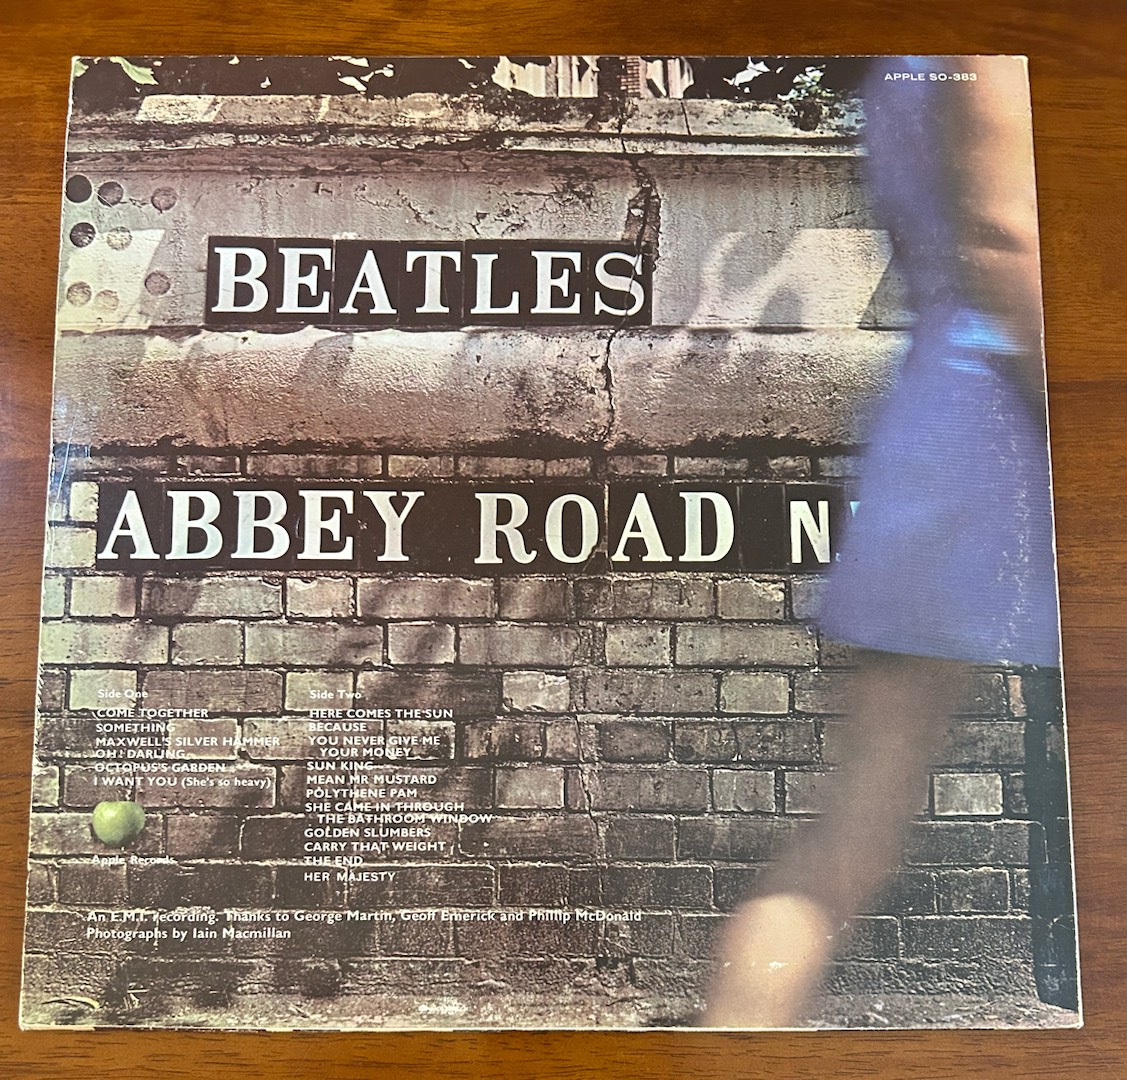 APPLE SO-383
BEATLES
ABBEY ROAD N
Side One
COME TOGETHER
SOMETHING
MAXWELL'S SILVER HAMMER
OH! DARLING
OCTOPUS'S GARDEN
I WANT YOU (She's so heavy)
Apple Records
Side Two
HERE COMES THE SUN
BECAUSE
YOU NEVER GIVE ME
YOUR MONEY
SUN KING
MEAN MR MUSTARD
POLYTHENE PAM
SHE CAME IN THROUGH
THE BATHROOM WINDOW
GOLDEN SLUMBERS
CARRY THAT WEIGHT
THE END
HER MAJESTY
An E.M.I. recording. Thanks to George Martin, Geoff Emerick and Phillip McDonald
Photographs by Iain Macmillan